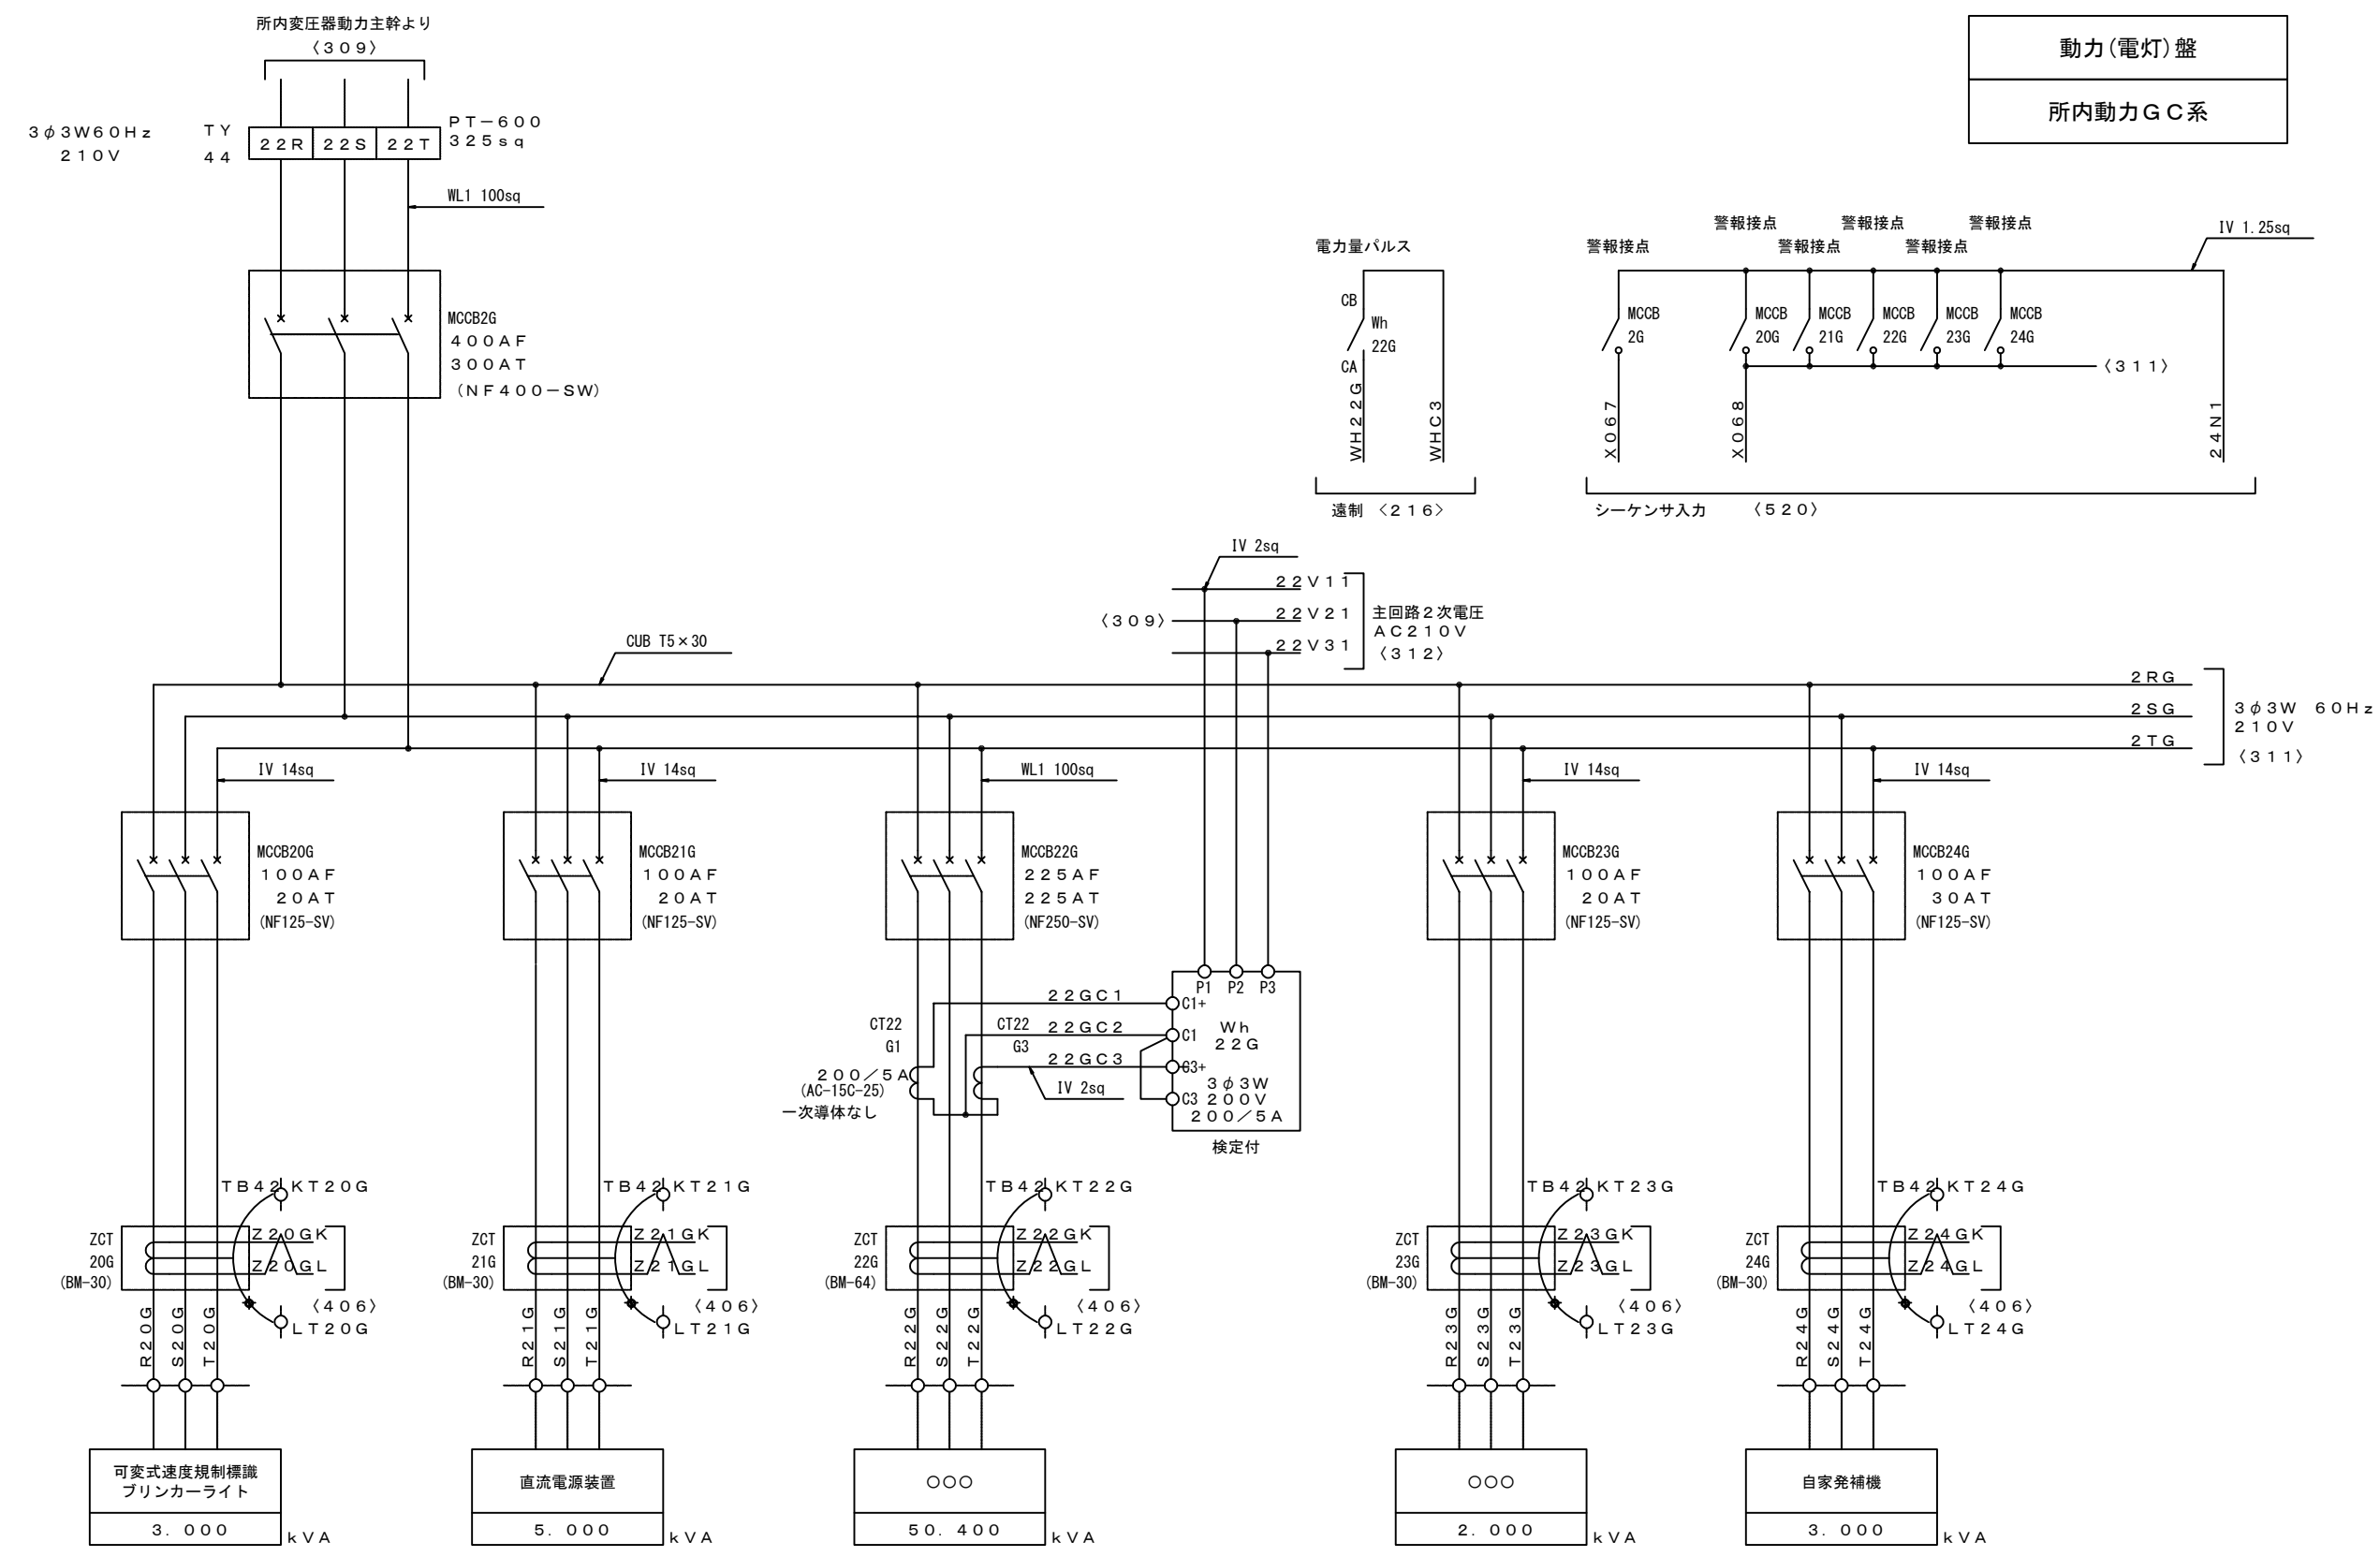 所内変圧器動力主幹より
〈309〉
動力(電灯)盤
所内動力GC系
3φ3W60Hz
210V
TY
44
22R 22S 22T
PT-600
325sq
WL1 100sq
MCCB2G
400AF
300AT
(NF400-SW)
電力量パルス
CB
Wh
22G
CA
WH22G
WHC3
遠制 〈216〉
警報接点
警報接点
警報接点
警報接点
警報接点
警報接点
IV 1.25sq
MCCB
2G
MCCB
20G
MCCB
21G
MCCB
22G
MCCB
23G
MCCB
24G
〈311〉
X067
X068
24N1
シーケンサ入力 〈520〉
IV 2sq
22V11
22V21
22V31
〈309〉
主回路2次電圧
AC210V
〈312〉
CUB T5×30
2RG
2SG
2TG
3φ3W 60Hz
210V
〈311〉
IV 14sq
MCCB20G
100AF
20AT
(NF125-SV)
IV 14sq
MCCB21G
100AF
20AT
(NF125-SV)
WL1 100sq
MCCB22G
225AF
225AT
(NF250-SV)
IV 14sq
MCCB23G
100AF
20AT
(NF125-SV)
IV 14sq
MCCB24G
100AF
30AT
(NF125-SV)
P1 P2 P3
22GC1
C1+
CT22
G1
CT22
G3
22GC2
C1
Wh
22G
22GC3
C3+
200/5A
(AC-15C-25)
一次導体なし
IV 2sq
3φ3W
C3 200V
200/5A
検定付
TB42 KT20G
ZCT
20G
(BM-30)
Z20GK
Z20GL
〈406〉
LT20G
R20G
S20G
T20G
TB42 KT21G
ZCT
21G
(BM-30)
Z21GK
Z21GL
〈406〉
LT21G
R21G
S21G
T21G
TB42 KT22G
ZCT
22G
(BM-64)
Z22GK
Z22GL
〈406〉
LT22G
R22G
S22G
T22G
TB42 KT23G
ZCT
23G
(BM-30)
Z23GK
Z23GL
〈406〉
LT23G
R23G
S23G
T23G
TB42 KT24G
ZCT
24G
(BM-30)
Z24GK
Z24GL
〈406〉
LT24G
R24G
S24G
T24G
可変式速度規制標識
ブリンカーライト
3.000 kVA
直流電源装置
5.000 kVA
○○○
50.400 kVA
○○○
2.000 kVA
自家発補機
3.000 kVA